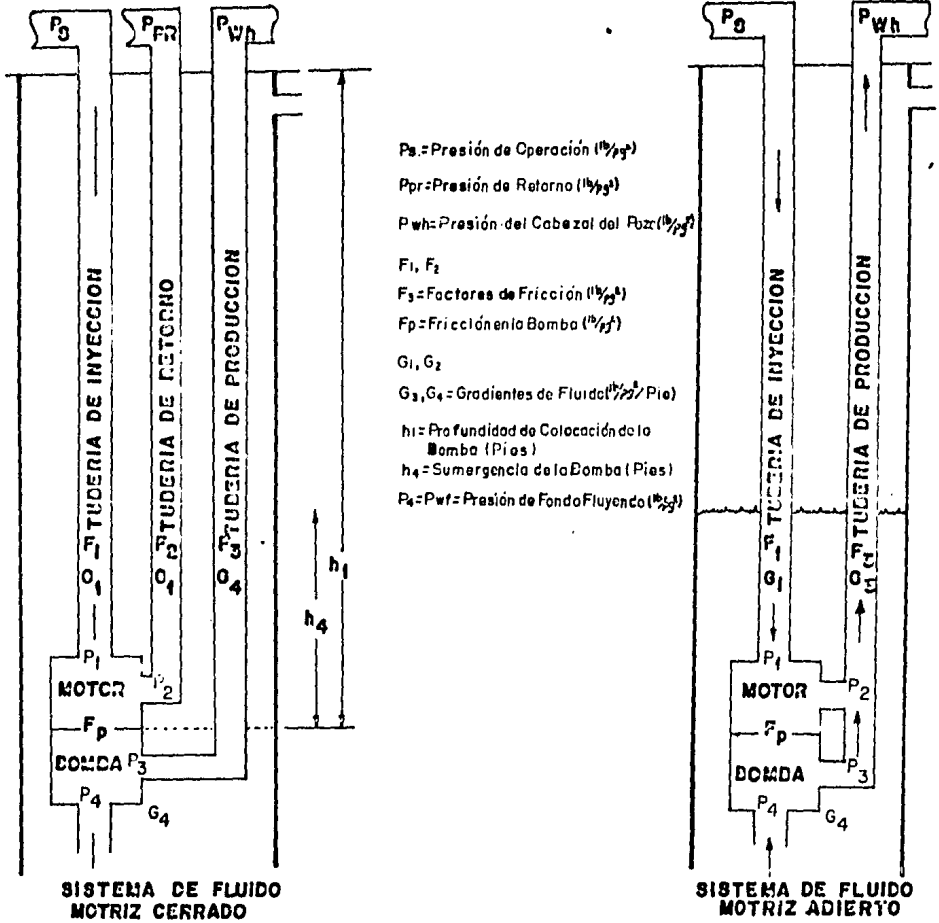 Ps PPR PWh
TUBERIA DE INYECCION
TUBERIA DE RETORNO
TUBERIA DE PRODUCCION
F1 F2 F3
G1 G1 G4
h1
h4
P1
MOTOR P2
Fp
BOMBA P3
P4
G4
SISTEMA DE FLUIDO
MOTRIZ CERRADO
Ps.=Presión de Operación (lb/pg²)
Ppr=Presión de Retorno (lb/pg²)
Pwh=Presión del Cabezal del Pozo (lb/pg²)
F1, F2
F3=Factores de Fricción (lb/pg²)
Fp=Fricción en la Bomba (lb/pg²)
G1, G2
G3, G4=Gradientes de Fluido (lb/pg²/Pie)
h1=Profundidad de Colocación de la
Bomba (Pies)
h4=Sumergencia de la Bomba (Pies)
P4=Pwf=Presión de Fondo Fluyendo (lb/pg²)
Ps PWh
TUBERIA DE INYECCION
TUBERIA DE PRODUCCION
F1 F
G1 G
P1
MOTOR P2
Fp
BOMBA P3
P4
G4
SISTEMA DE FLUIDO
MOTRIZ ABIERTO